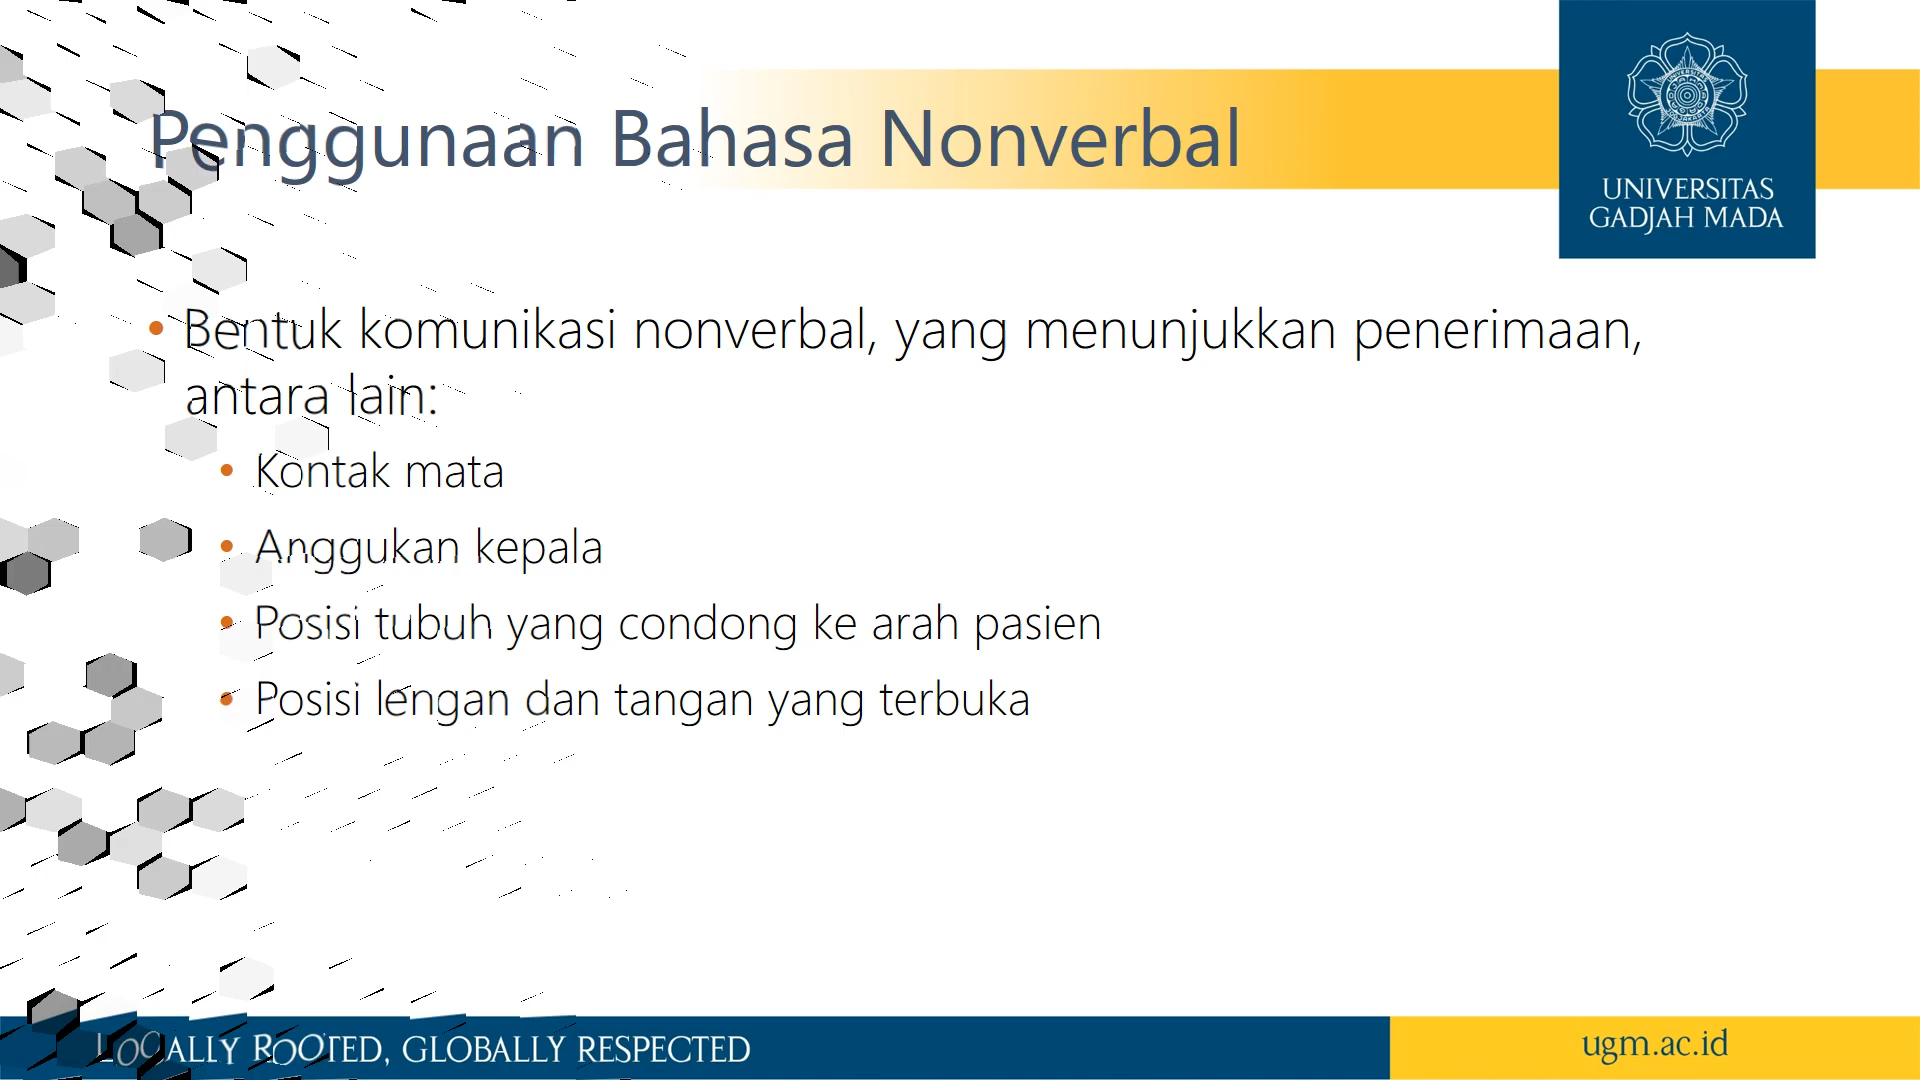 Penggunaan Bahasa Nonverbal
UNIVERSITAS
GADJAH MADA
• Bentuk komunikasi nonverbal, yang menunjukkan penerimaan,
antara lain:
• Kontak mata
• Anggukan kepala
• Posisi tubuh yang condong ke arah pasien
• Posisi lengan dan tangan yang terbuka
LOCALLY ROOTED, GLOBALLY RESPECTED
ugm.ac.id